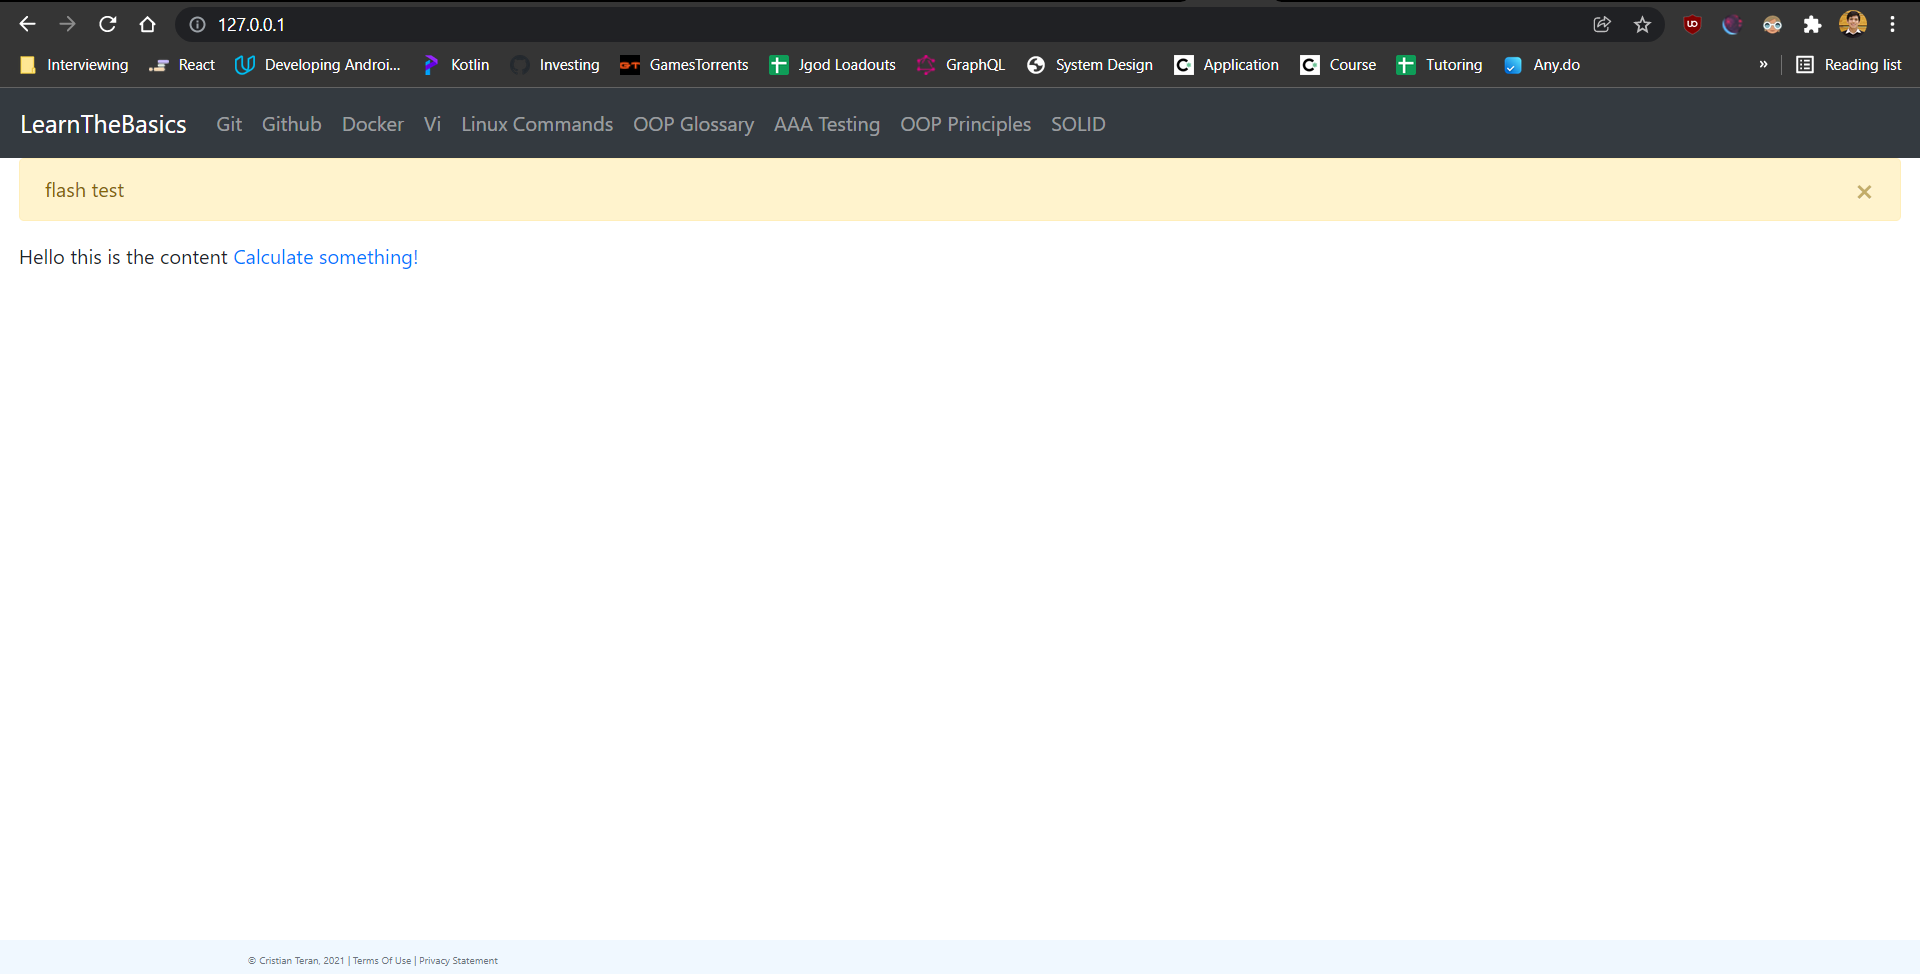 127.0.0.1
Interviewing React Developing Androi... Kotlin Investing GamesTorrents Jgod Loadouts GraphQL System Design Application Course Tutoring Any.do » Reading list
LearnTheBasics Git Github Docker Vi Linux Commands OOP Glossary AAA Testing OOP Principles SOLID
flash test ×
Hello this is the content Calculate something!
© Cristian Teran, 2021 | Terms Of Use | Privacy Statement